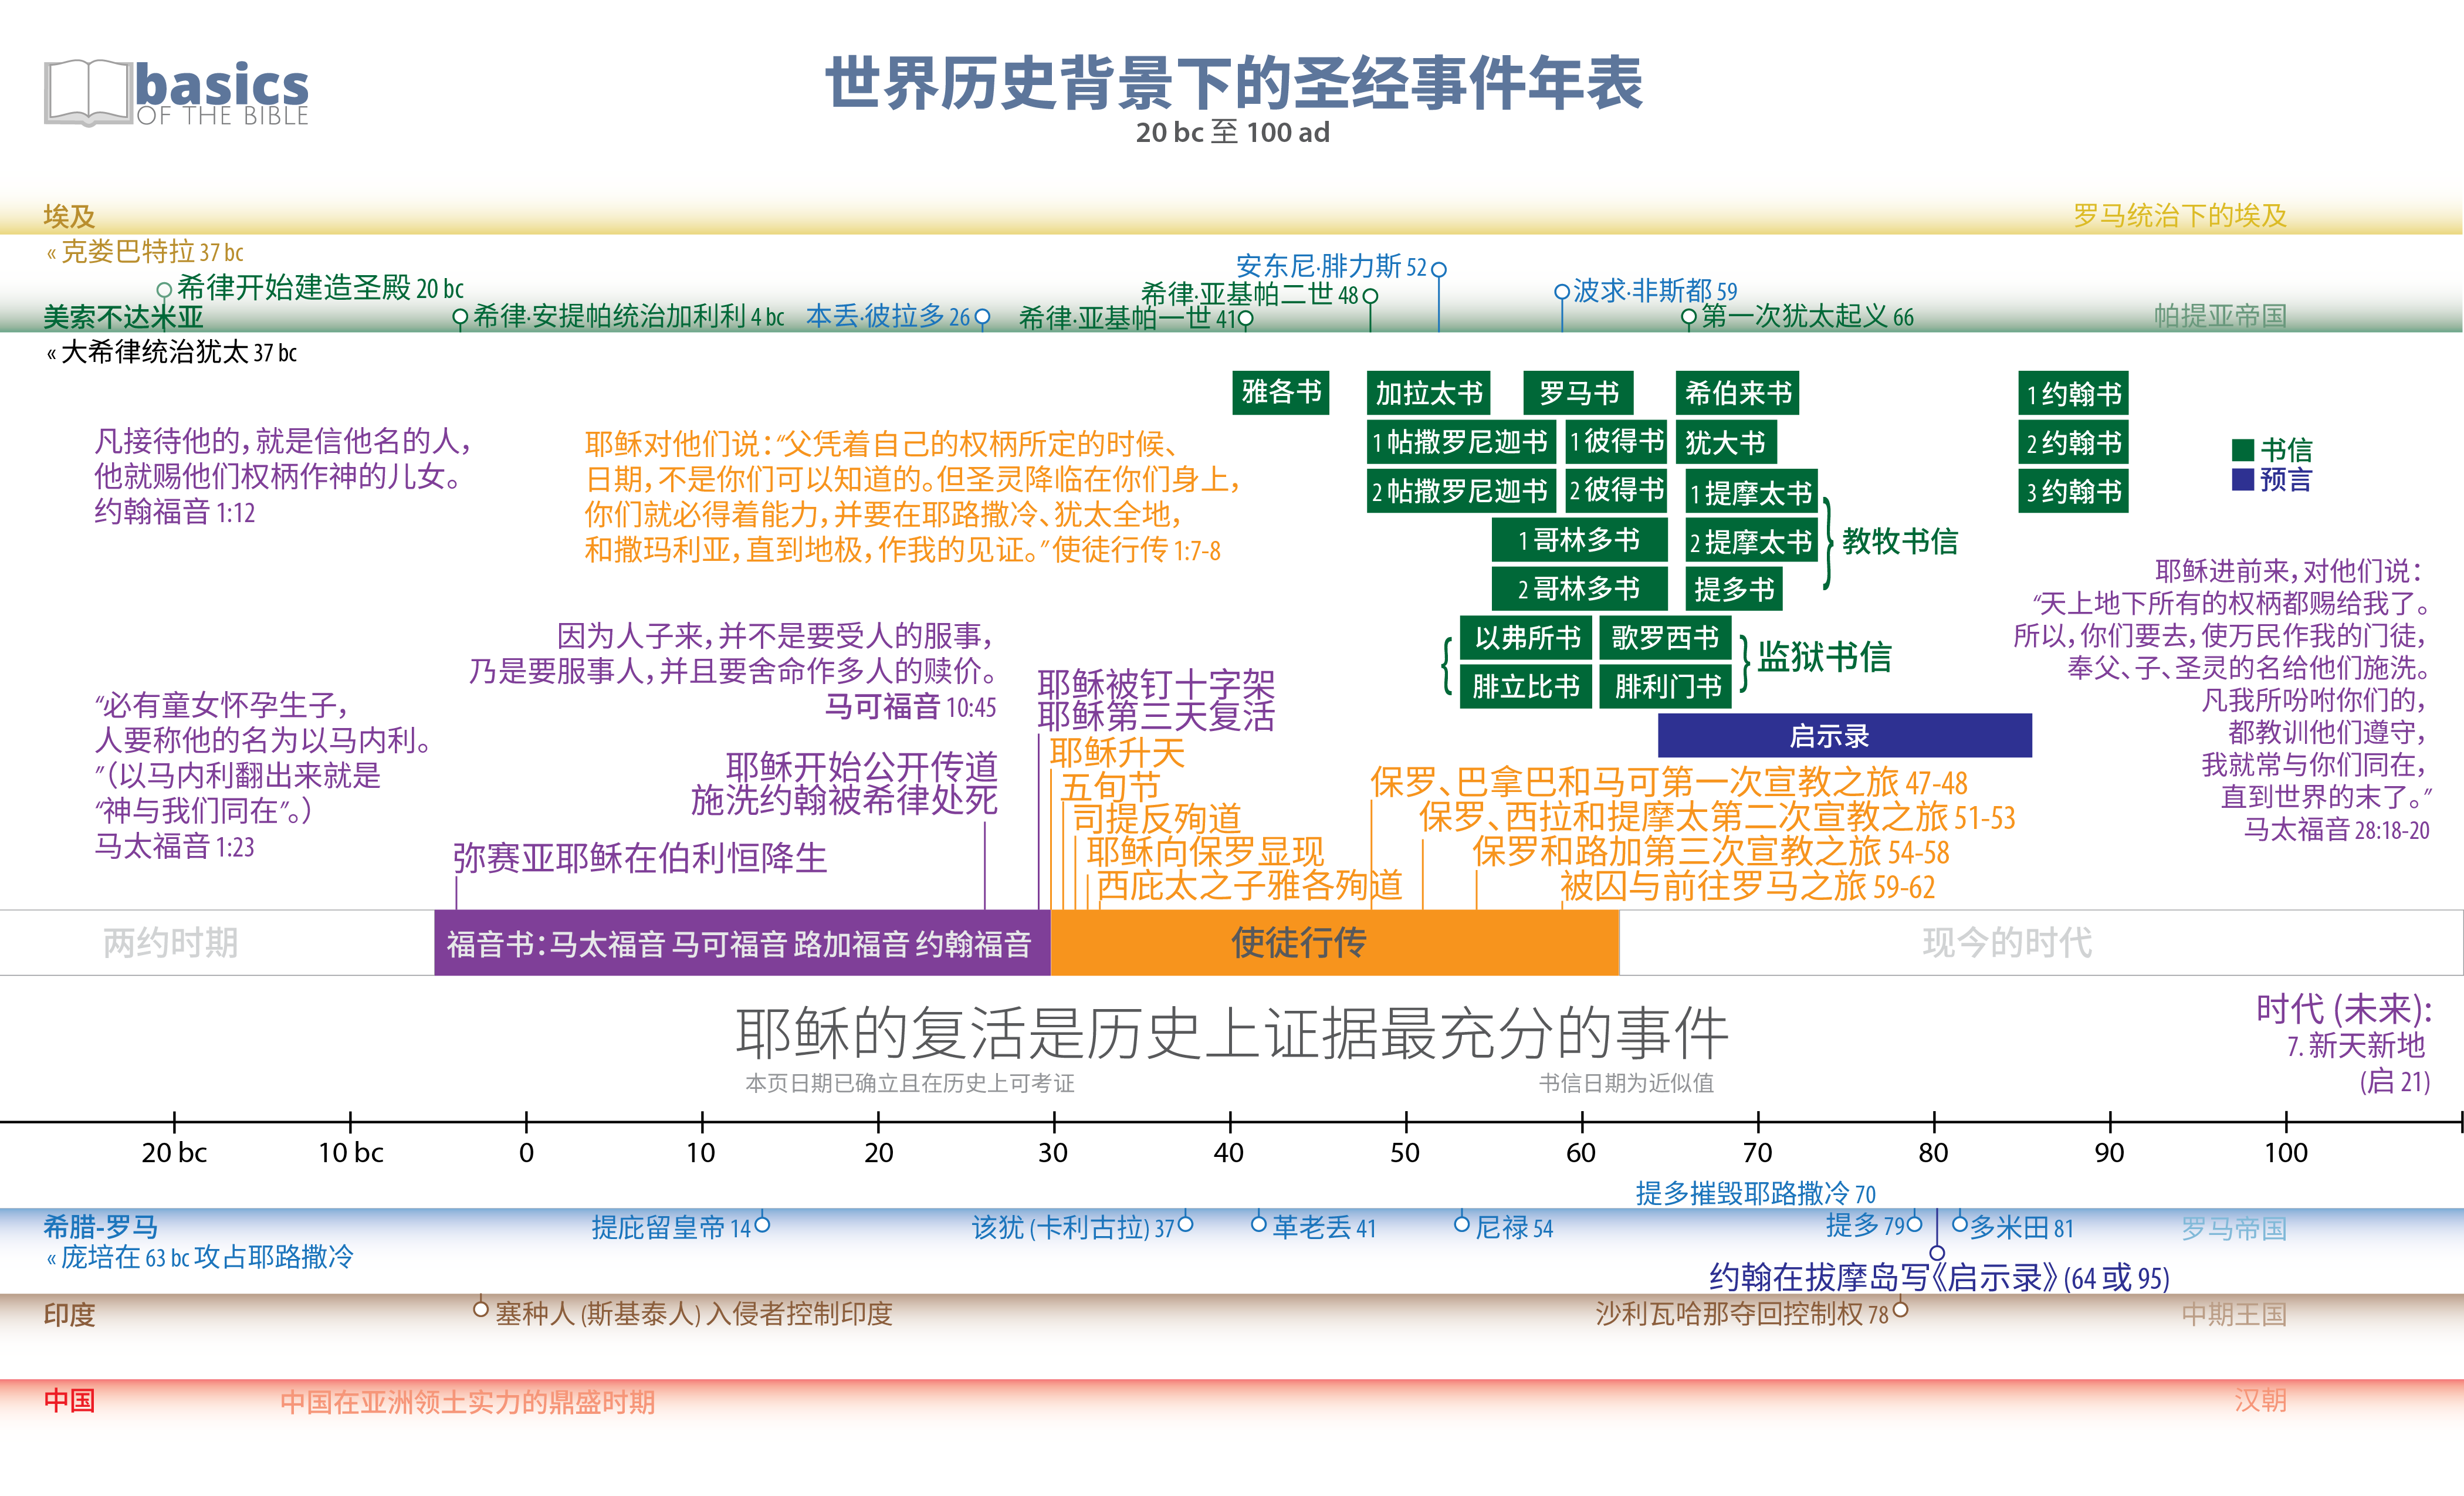 basics
OF THE BIBLE
世界历史背景下的圣经事件年表
20 bc 至 100 ad
埃及
罗马统治下的埃及
« 克娄巴特拉 37 bc
希律开始建造圣殿 20 bc
安东尼·腓力斯 52
希律·亚基帕二世 48
波求·非斯都 59
美索不达米亚
希律·安提帕统治加利利 4 bc
本丢·彼拉多 26
希律·亚基帕一世 41
第一次犹太起义 66
帕提亚帝国
« 大希律统治犹太 37 bc
雅各书
加拉太书
罗马书
希伯来书
1 约翰书
1 帖撒罗尼迦书
1 彼得书
犹大书
2 约翰书
2 帖撒罗尼迦书
2 彼得书
1 提摩太书
3 约翰书
1 哥林多书
2 提摩太书
教牧书信
2 哥林多书
提多书
以弗所书
歌罗西书
监狱书信
腓立比书
腓利门书
启示录
书信
预言
凡接待他的，就是信他名的人，
他就赐他们权柄作神的儿女。
约翰福音 1:12
耶稣对他们说：“父凭着自己的权柄所定的时候、
日期，不是你们可以知道的。但圣灵降临在你们身上，
你们就必得着能力，并要在耶路撒冷、犹太全地，
和撒玛利亚，直到地极，作我的见证。”使徒行传 1:7-8
因为人子来，并不是要受人的服事，
乃是要服事人，并且要舍命作多人的赎价。
马可福音 10:45
“必有童女怀孕生子，
人要称他的名为以马内利。
”（以马内利翻出来就是
“神与我们同在”。）
马太福音 1:23
耶稣进前来，对他们说：
“天上地下所有的权柄都赐给我了。
所以，你们要去，使万民作我的门徒，
奉父、子、圣灵的名给他们施洗。
凡我所吩咐你们的，
都教训他们遵守，
我就常与你们同在，
直到世界的末了。”
马太福音 28:18-20
耶稣被钉十字架
耶稣第三天复活
耶稣开始公开传道
施洗约翰被希律处死
弥赛亚耶稣在伯利恒降生
耶稣升天
五旬节
司提反殉道
耶稣向保罗显现
西庇太之子雅各殉道
保罗、巴拿巴和马可第一次宣教之旅 47-48
保罗、西拉和提摩太第二次宣教之旅 51-53
保罗和路加第三次宣教之旅 54-58
被囚与前往罗马之旅 59-62
两约时期
福音书：马太福音 马可福音 路加福音 约翰福音
使徒行传
现今的时代
耶稣的复活是历史上证据最充分的事件
本页日期已确立且在历史上可考证
书信日期为近似值
时代 (未来):
7. 新天新地
(启 21)
20 bc
10 bc
0
10
20
30
40
50
60
70
80
90
100
提多摧毁耶路撒冷 70
希腊-罗马
提庇留皇帝 14
该犹 (卡利古拉) 37
革老丢 41
尼禄 54
提多 79
多米田 81
罗马帝国
« 庞培在 63 bc 攻占耶路撒冷
约翰在拔摩岛写《启示录》(64 或 95)
印度
塞种人 (斯基泰人) 入侵者控制印度
沙利瓦哈那夺回控制权 78
中期王国
中国
中国在亚洲领土实力的鼎盛时期
汉朝